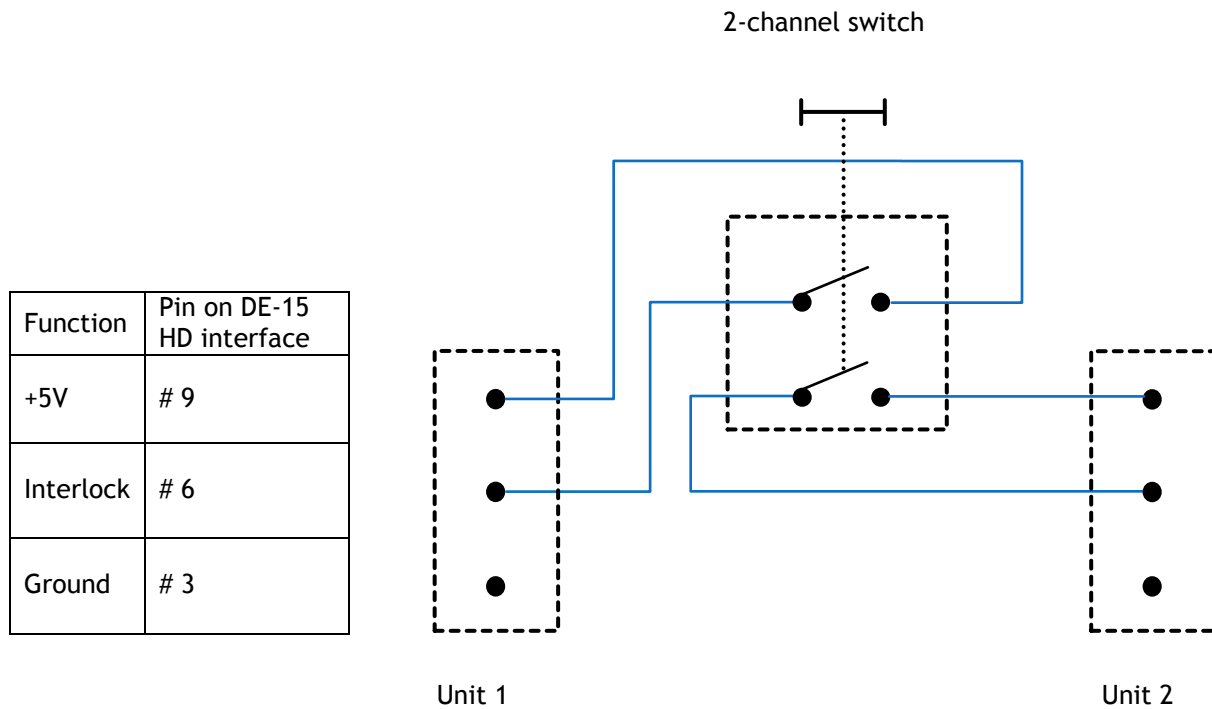 2-channel switch
Function
Pin on DE-15
HD interface
+5V
# 9
Interlock
# 6
Ground
# 3
Unit 1
Unit 2